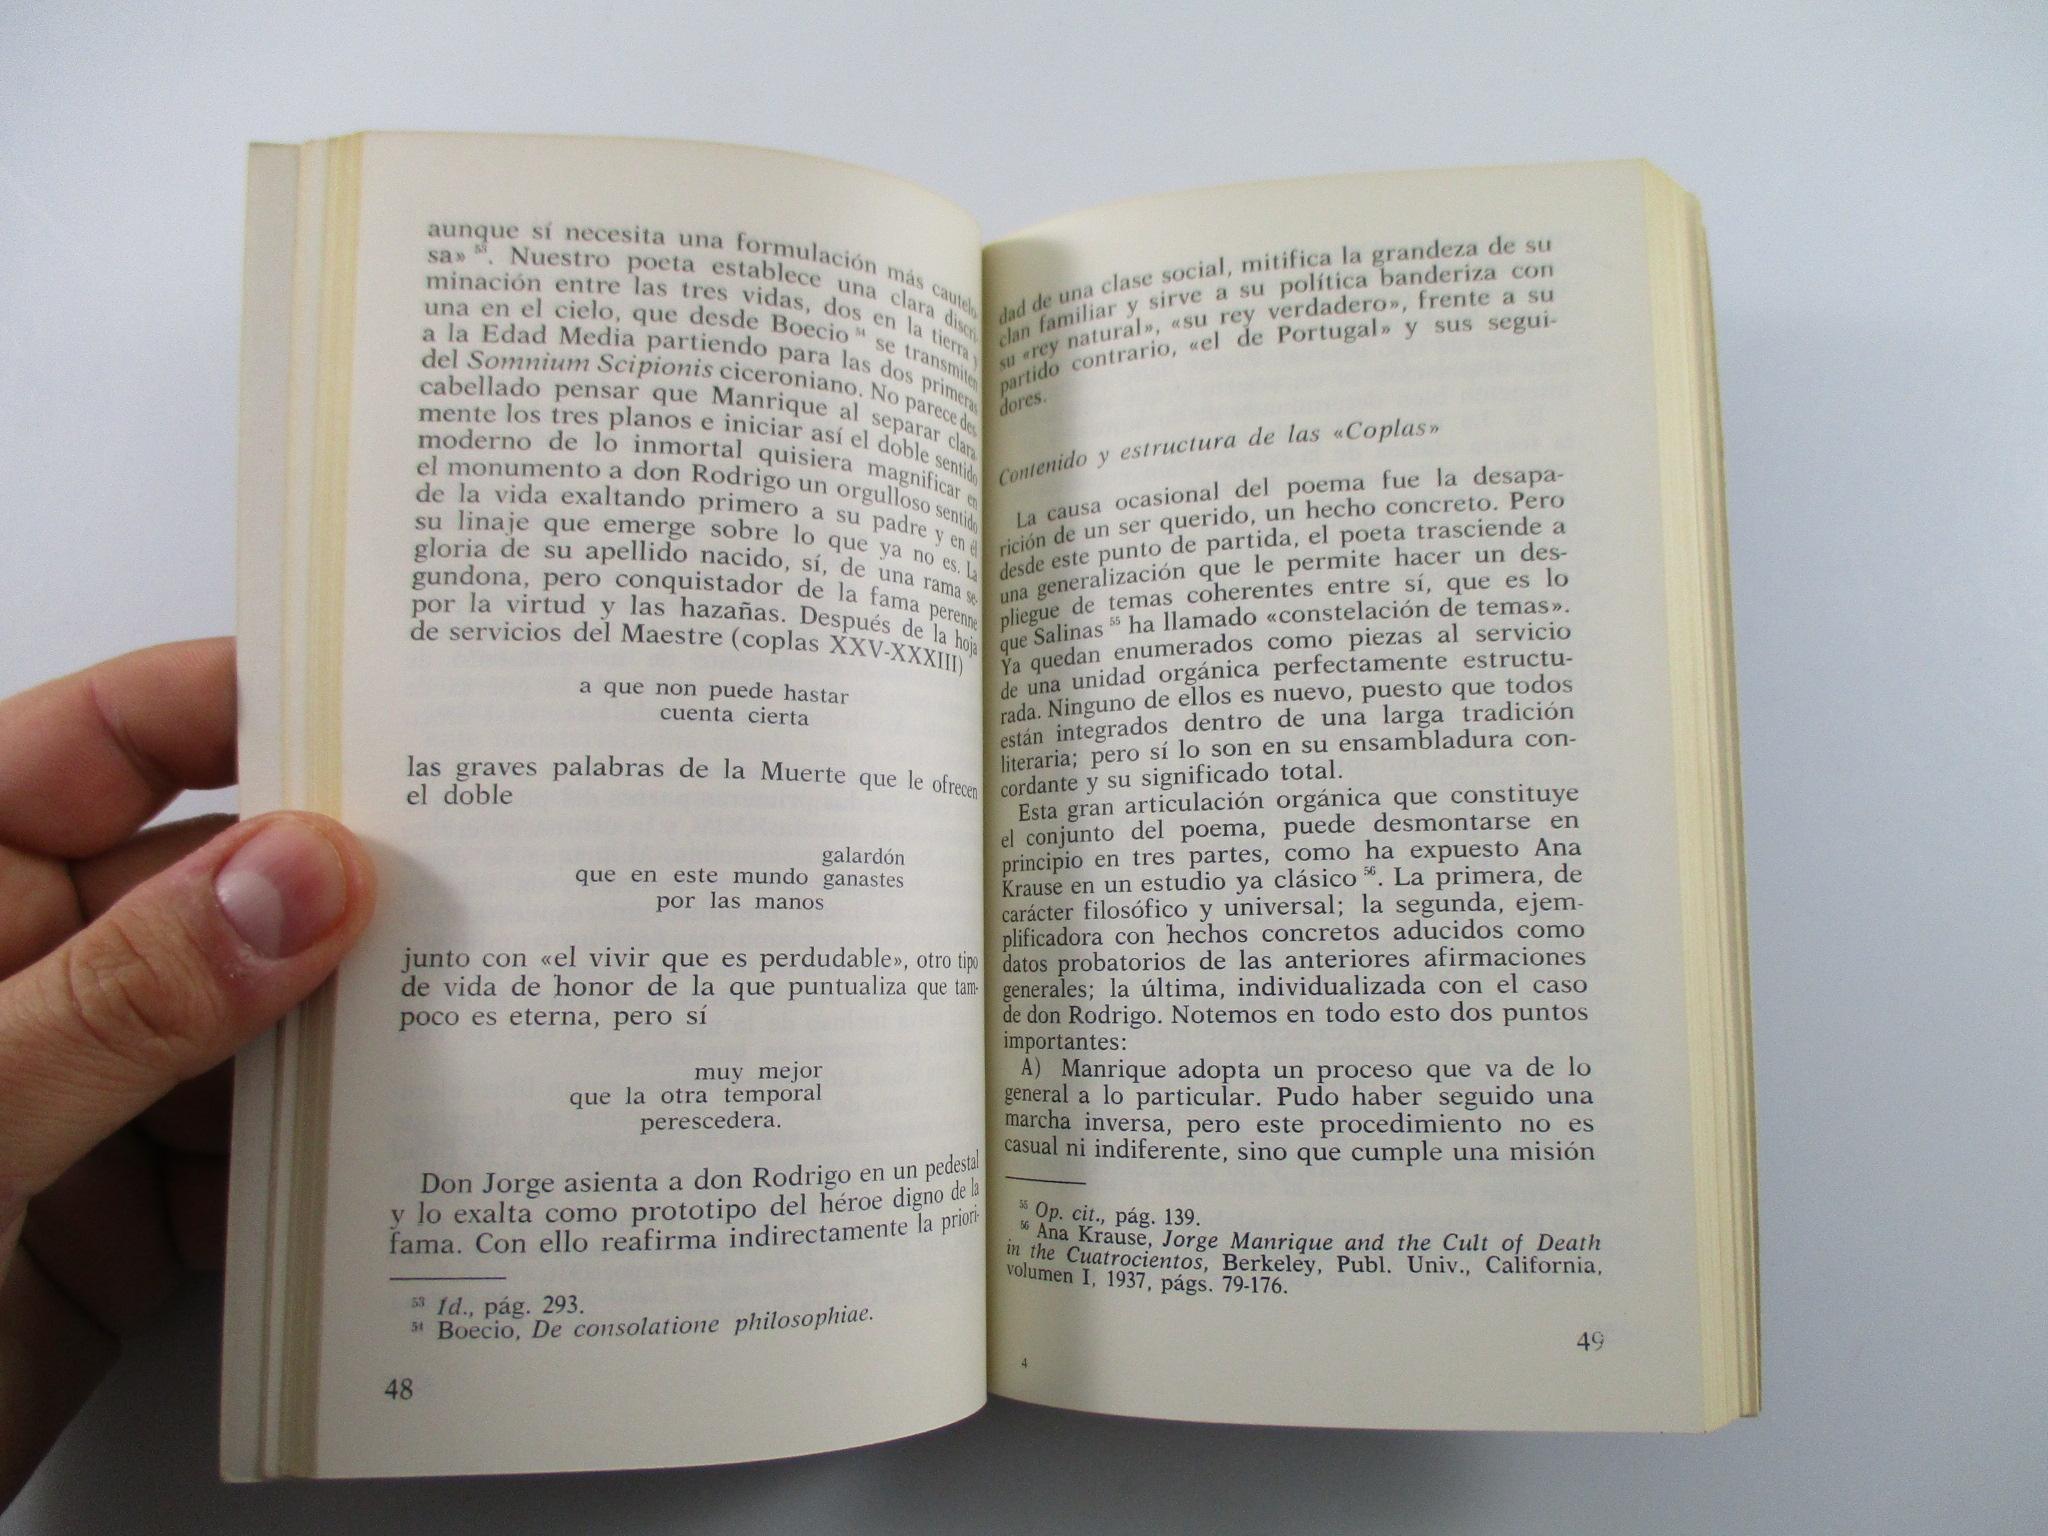 aunque sí necesita una formulación más cautelo-
sa» 53. Nuestro poeta establece una clara discri-
minación entre las tres vidas, dos en la tierra y
una en el cielo, que desde Boecio 54 se transmiten
a la Edad Media partiendo para las dos primeras
del Somnium Scipionis ciceroniano. No parece des-
cabellado pensar que Manrique al separar clara-
mente los tres planos e iniciar así el doble sentido
moderno de lo inmortal quisiera magnificar en
el monumento a don Rodrigo un orgulloso sentido
de la vida exaltando primero a su padre y en él
su linaje que emerge sobre lo que ya no es. La
gloria de su apellido nacido, sí, de una rama se-
gundona, pero conquistador de la fama perenne
por la virtud y las hazañas. Después de la hoja
de servicios del Maestre (coplas XXV-XXXIII)
a que non puede hastar
cuenta cierta
las graves palabras de la Muerte que le ofrecen
el doble
galardón
que en este mundo ganastes
por las manos
junto con «el vivir que es perdudable», otro tipo
de vida de honor de la que puntualiza que tam-
poco es eterna, pero sí
muy mejor
que la otra temporal
perescedera.
Don Jorge asienta a don Rodrigo en un pedestal
y lo exalta como prototipo del héroe digno de la
fama. Con ello reafirma indirectamente la priori-
53 Id., pág. 293.
54 Boecio, De consolatione philosophiae.
48
dad de una clase social, mitifica la grandeza de su
clan familiar y sirve a su política banderiza con
su «rey natural», «su rey verdadero», frente a su
partido contrario, «el de Portugal» y sus segui-
dores.
Contenido y estructura de las «Coplas»
La causa ocasional del poema fue la desapa-
rición de un ser querido, un hecho concreto. Pero
desde este punto de partida, el poeta trasciende a
una generalización que le permite hacer un des-
pliegue de temas coherentes entre sí, que es lo
que Salinas 55 ha llamado «constelación de temas».
Ya quedan enumerados como piezas al servicio
de una unidad orgánica perfectamente estructu-
rada. Ninguno de ellos es nuevo, puesto que todos
están integrados dentro de una larga tradición
literaria; pero sí lo son en su ensambladura con-
cordante y su significado total.
Esta gran articulación orgánica que constituye
el conjunto del poema, puede desmontarse en
principio en tres partes, como ha expuesto Ana
Krause en un estudio ya clásico 56. La primera, de
carácter filosófico y universal; la segunda, ejem-
plificadora con hechos concretos aducidos como
datos probatorios de las anteriores afirmaciones
generales; la última, individualizada con el caso
de don Rodrigo. Notemos en todo esto dos puntos
importantes:
A) Manrique adopta un proceso que va de lo
general a lo particular. Pudo haber seguido una
marcha inversa, pero este procedimiento no es
casual ni indiferente, sino que cumple una misión
55 Op. cit., pág. 139.
56 Ana Krause, Jorge Manrique and the Cult of Death
in the Cuatrocientos, Berkeley, Publ. Univ., California,
volumen I, 1937, págs. 79-176.
4
49